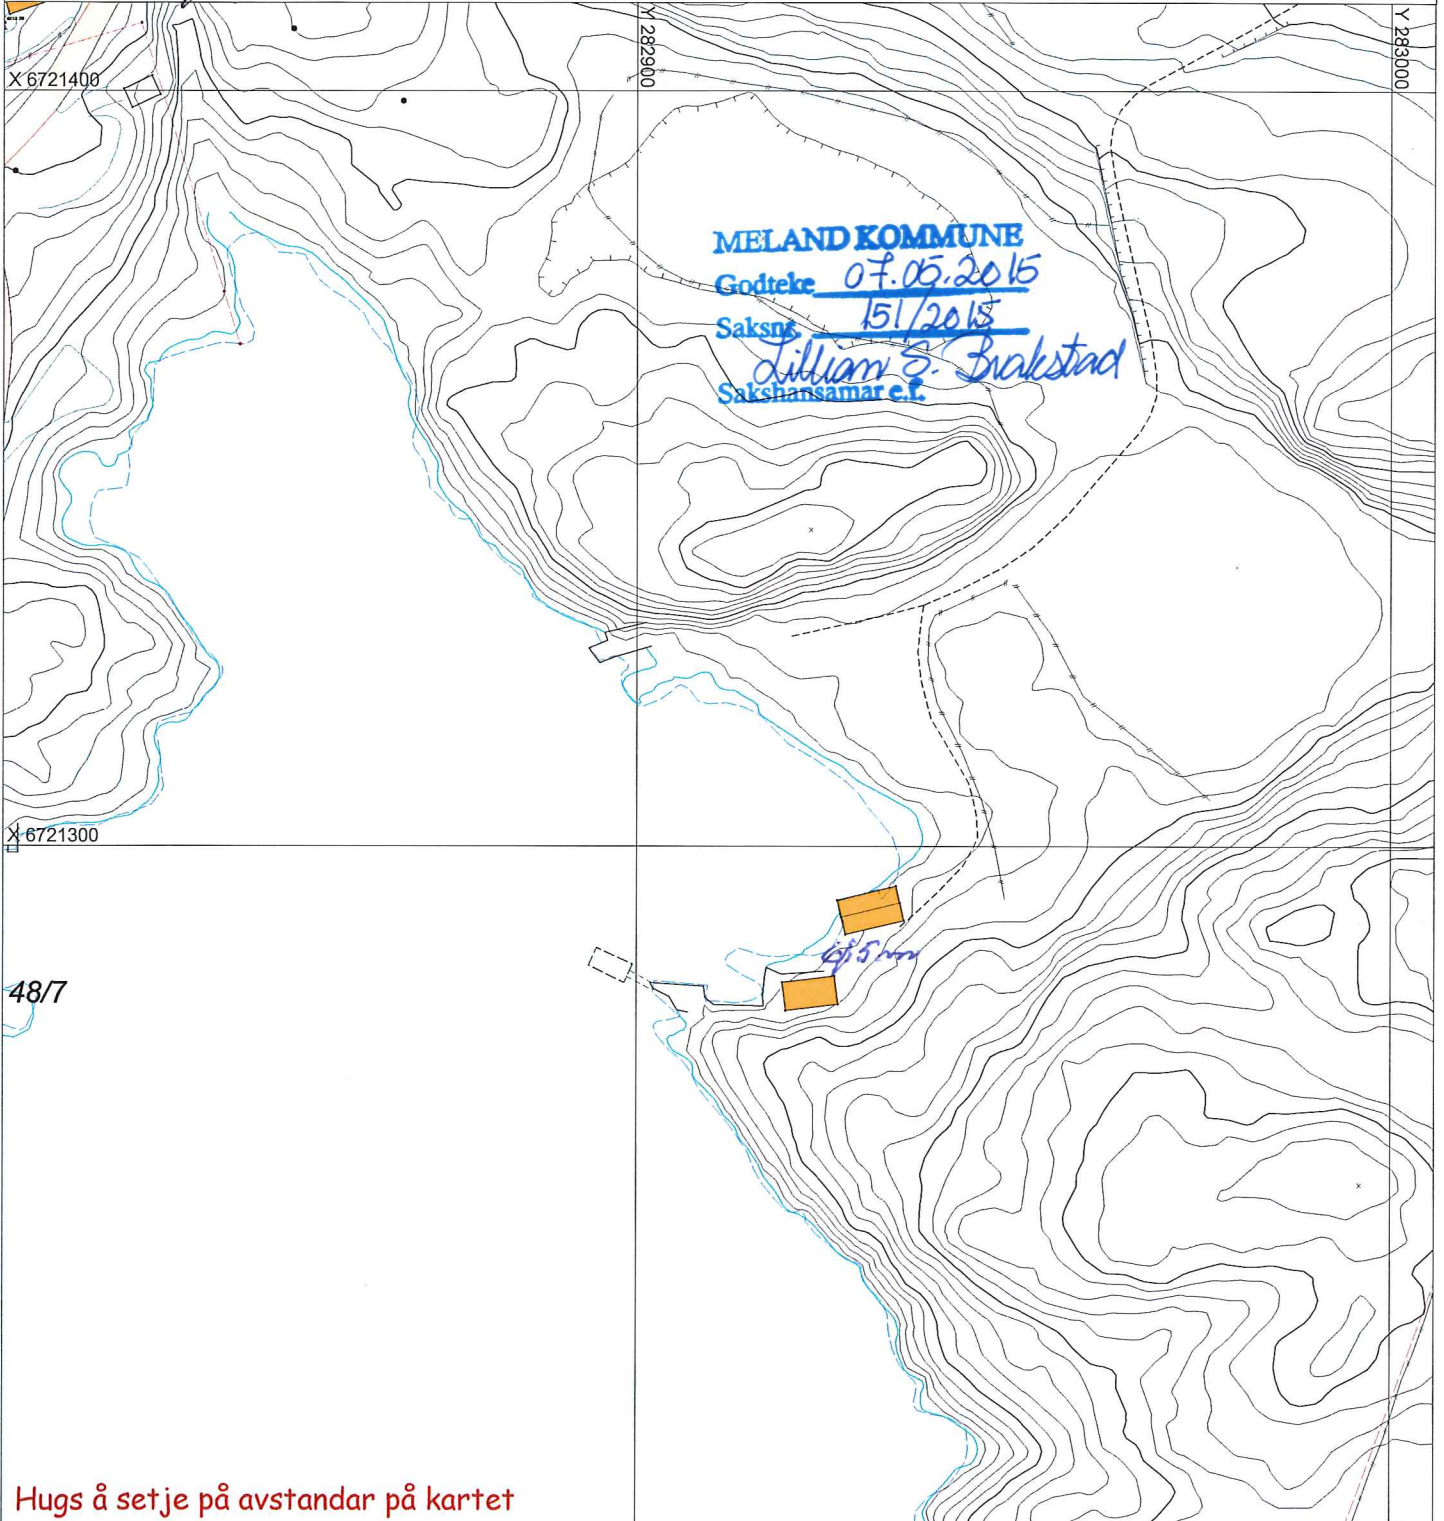 X 6721400
Y 282900
Y 283000
MELAND KOMMUNE
Godteke 07.05.2015
Saksnr. 151/2015
Lillian S. Brakstad
Sakshansamar e.f.
X 6721300
48/7
Hugs å setje på avstandar på kartet